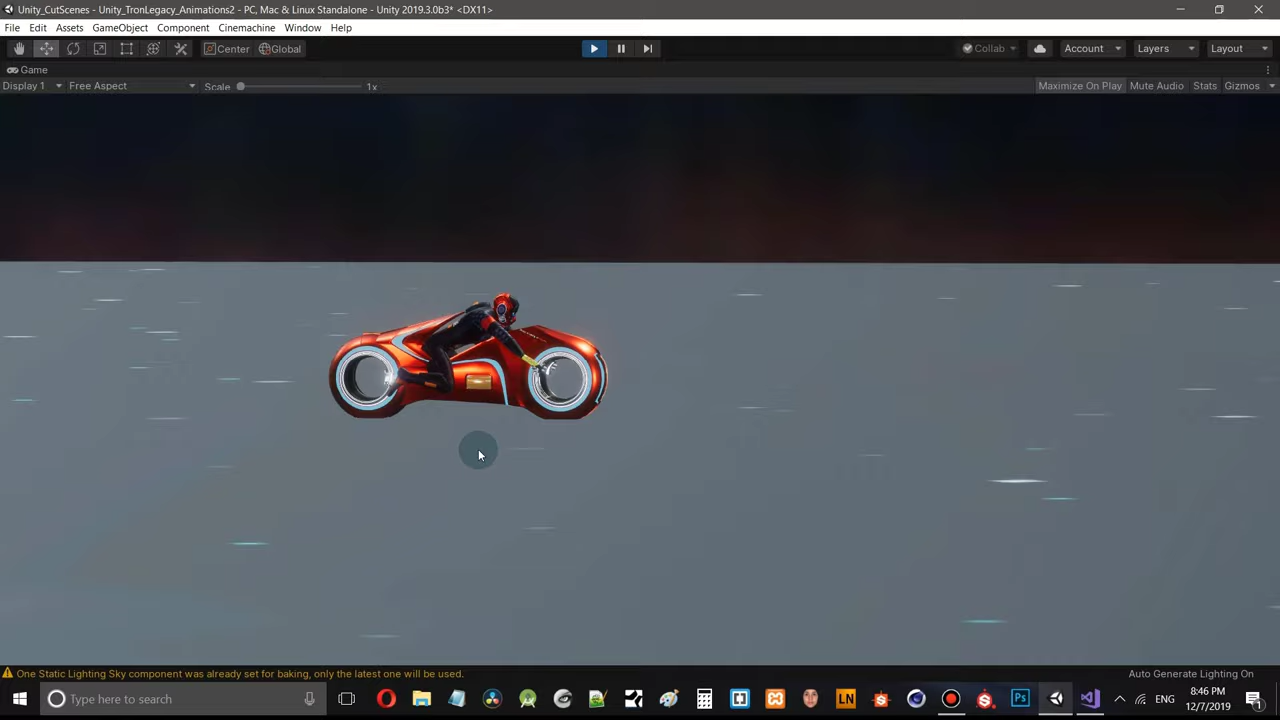 Unity_CutScenes - Unity_TronLegacy_Animations2 - PC, Mac & Linux Standalone - Unity 2019.3.0b3* <DX11>
File Edit Assets GameObject Component Cinemachine Window Help
Center Global Collab Account Layers Layout
Game
Display 1 Free Aspect Scale 1x Maximize On Play Mute Audio Stats Gizmos
One Static Lighting Sky component was already set for baking, only the latest one will be used. Auto Generate Lighting On
Type here to search LN Ps ENG 8:46 PM
12/7/2019 1